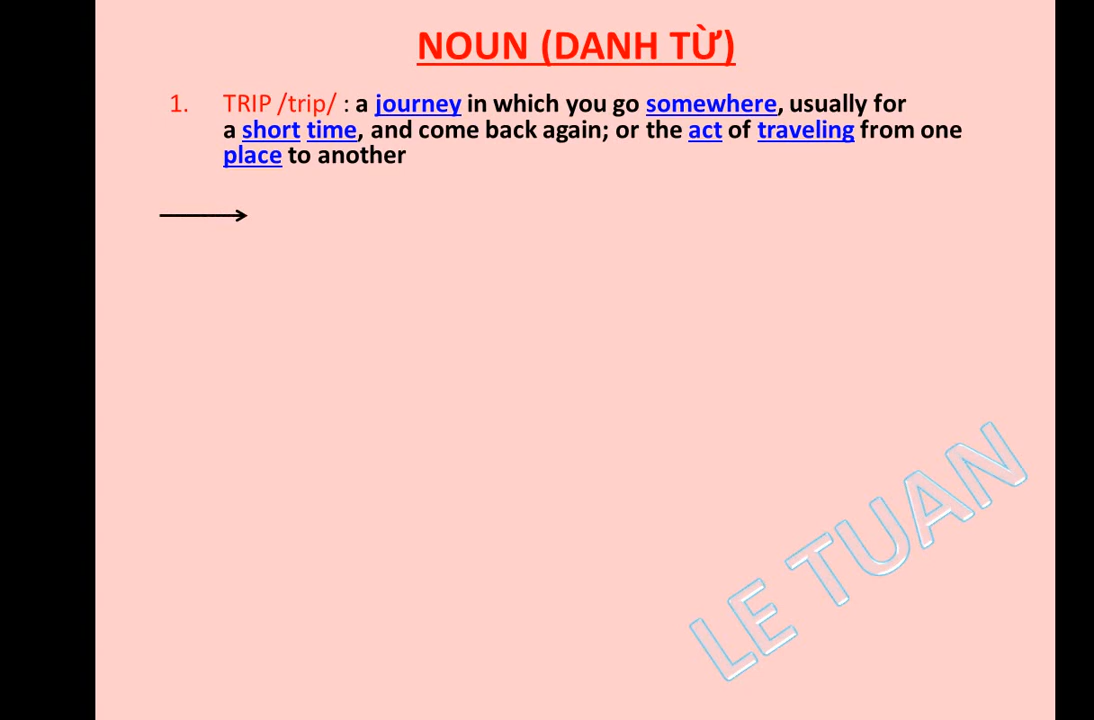 NOUN (DANH TỪ)
1. TRIP /trip/ : a journey in which you go somewhere, usually for
a short time, and come back again; or the act of traveling from one
place to another
LE TUAN